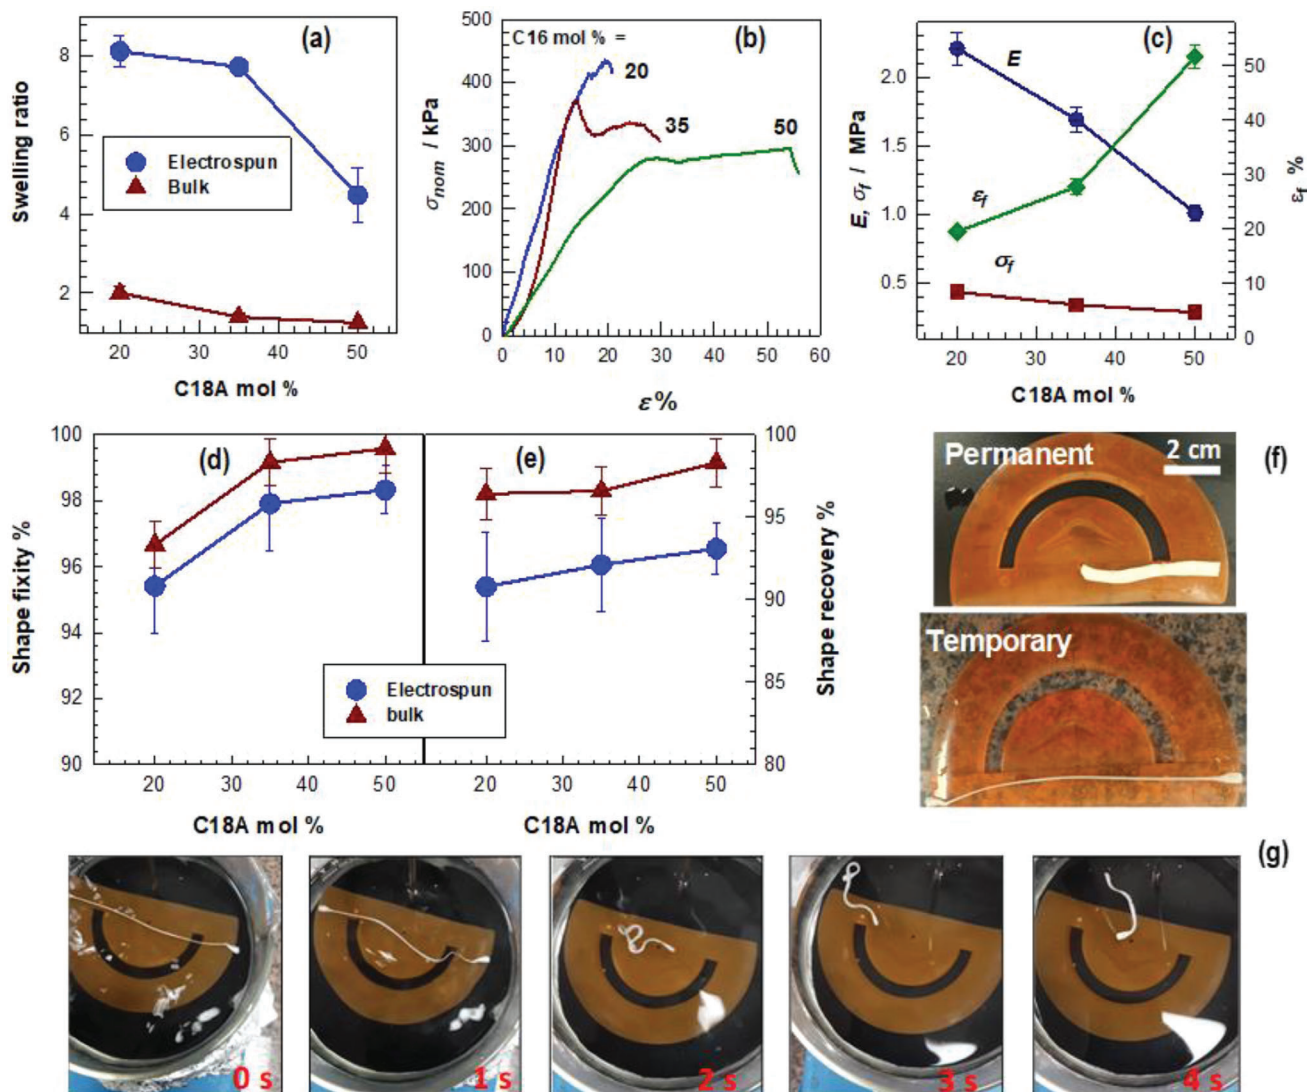 (a)
8
6
4
2
Swelling ratio
Electrospun
Bulk
20 30 40 50
C18A mol %
(b)
C16 mol % =
500
400
300
200
100
0
σnom / kPa
20
35
50
0 10 20 30 40 50 60
ε%
(c)
2.0
1.5
1.0
0.5
E, σf / MPa
E
εf
σf
50
40
30
20
10
0
εf %
20 30 40 50
C18A mol %
(d)
100
98
96
94
92
90
Shape fixity %
20 30 40 50
C18A mol %
(e)
Electrospun
bulk
100
95
90
85
80
Shape recovery %
20 30 40 50
C18A mol %
Permanent
2 cm
(f)
Temporary
(g)
0 s
1 s
2 s
3 s
4 s